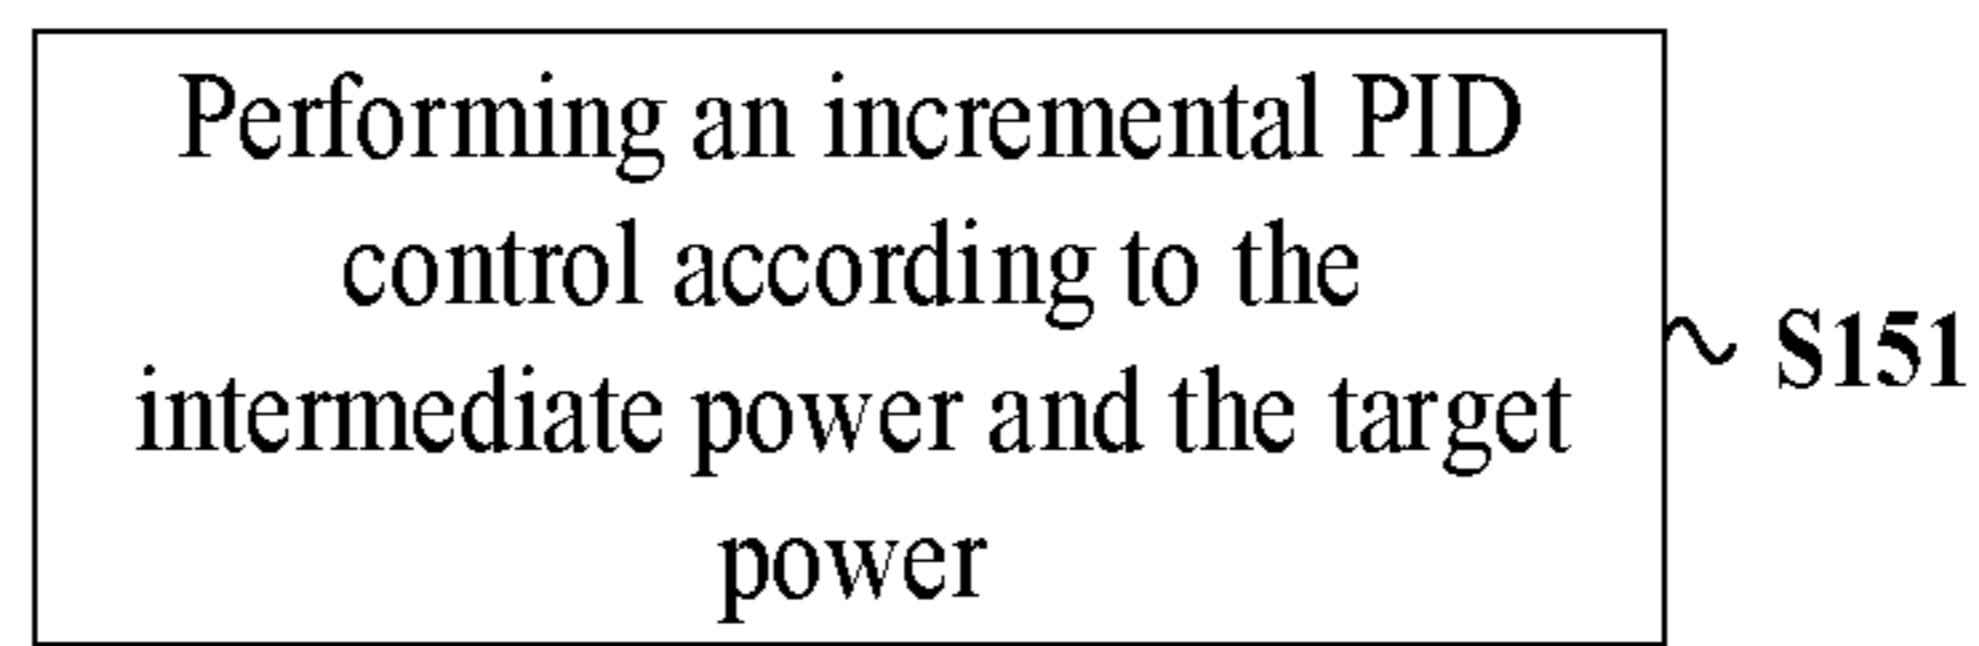 Performing an incremental PID
control according to the
intermediate power and the target
power
S151